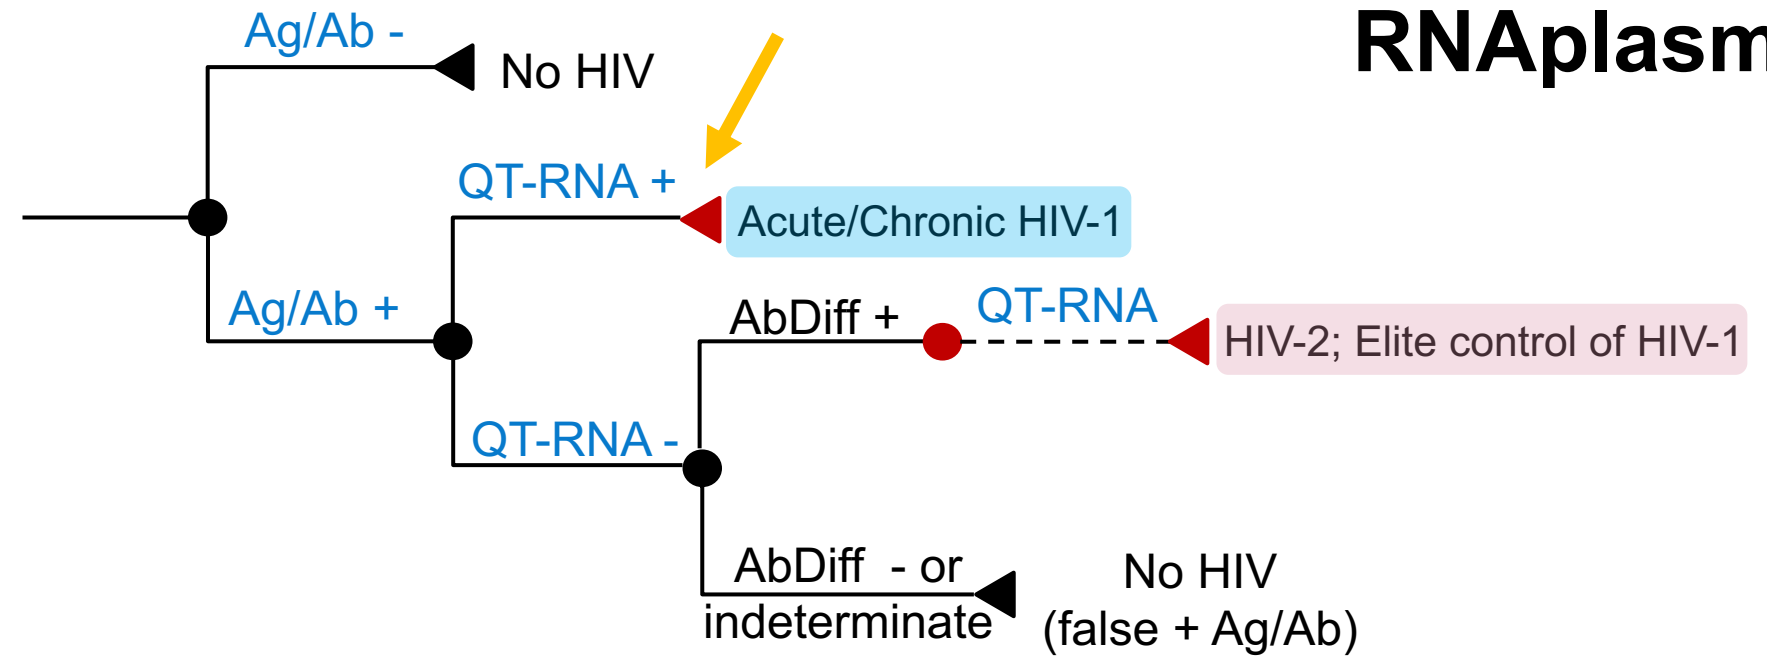 RNAplasm
Ag/Ab -
No HIV
QT-RNA +
Acute/Chronic HIV-1
Ag/Ab +
AbDiff +
QT-RNA
HIV-2; Elite control of HIV-1
QT-RNA -
AbDiff - or
indeterminate
No HIV
(false + Ag/Ab)